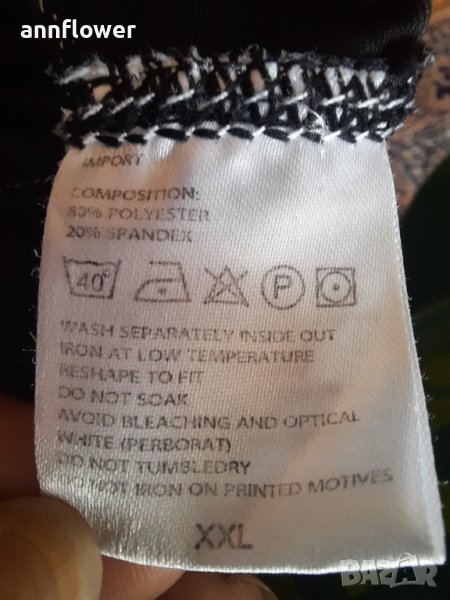 annflower
IMPORT
COMPOSITION:
80% POLYESTER
20% SPANDEX
40° P
WASH SEPARATELY INSIDE OUT
IRON AT LOW TEMPERATURE
RESHAPE TO FIT
DO NOT SOAK
AVOID BLEACHING AND OPTICAL
WHITE (PERBORAT)
DO NOT TUMBLEDRY
DO NOT IRON ON PRINTED MOTIVES
XXL
BAZAR